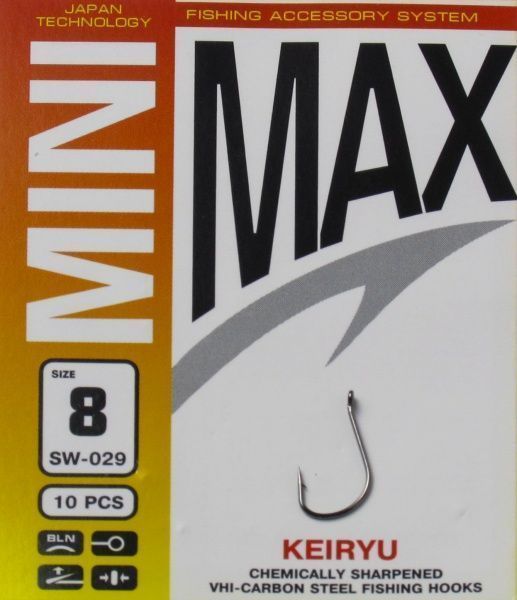 JAPAN
TECHNOLOGY
FISHING ACCESSORY SYSTEM
MINI
MAX
SIZE
8
SW-029
10 PCS
BLN
KEIRYU
CHEMICALLY SHARPENED
VHI-CARBON STEEL FISHING HOOKS